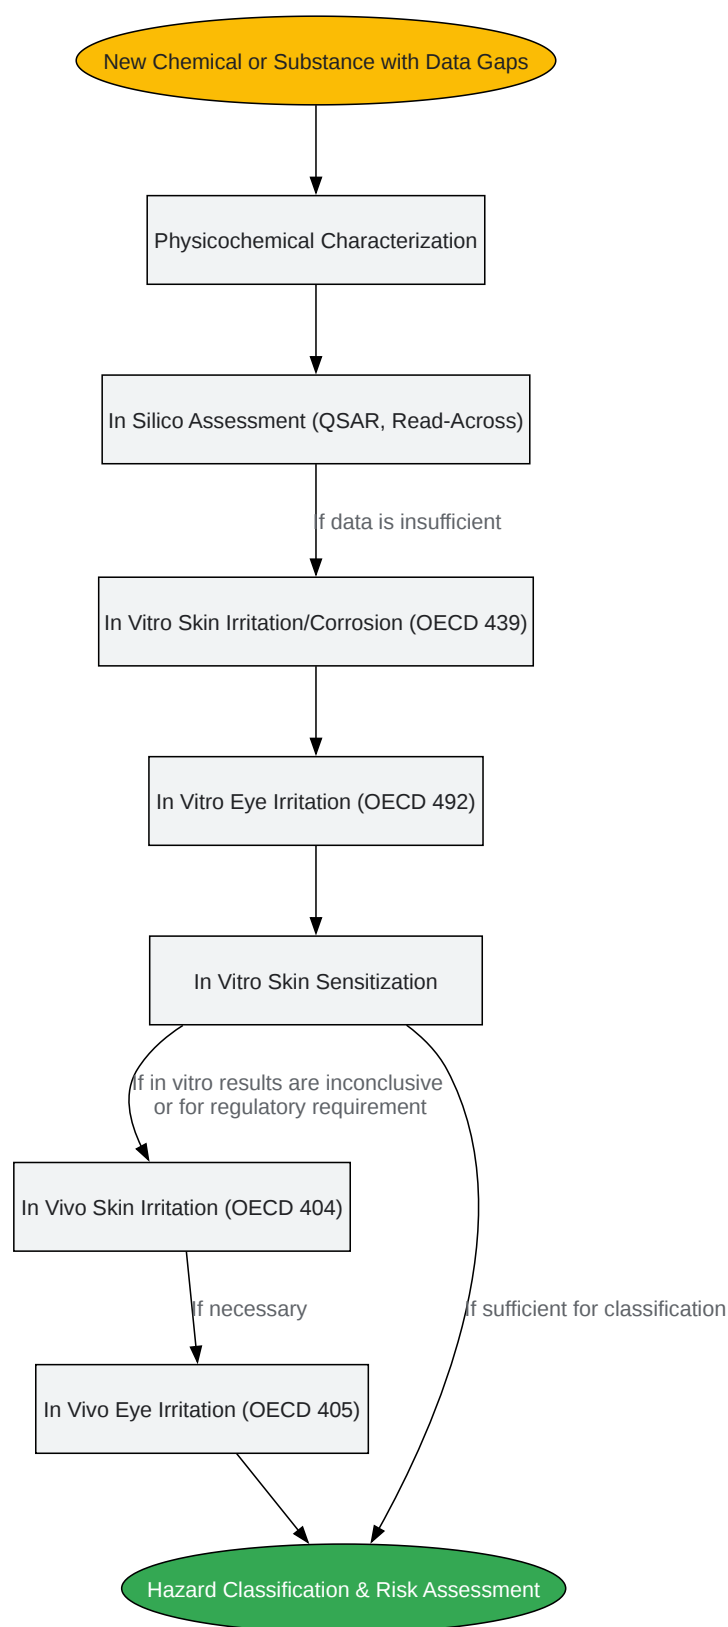 New Chemical or Substance with Data Gaps
Physicochemical Characterization
In Silico Assessment (QSAR, Read-Across)
If data is insufficient
In Vitro Skin Irritation/Corrosion (OECD 439)
In Vitro Eye Irritation (OECD 492)
In Vitro Skin Sensitization
If in vitro results are inconclusive
or for regulatory requirement
In Vivo Skin Irritation (OECD 404)
If necessary
If sufficient for classification
In Vivo Eye Irritation (OECD 405)
Hazard Classification & Risk Assessment